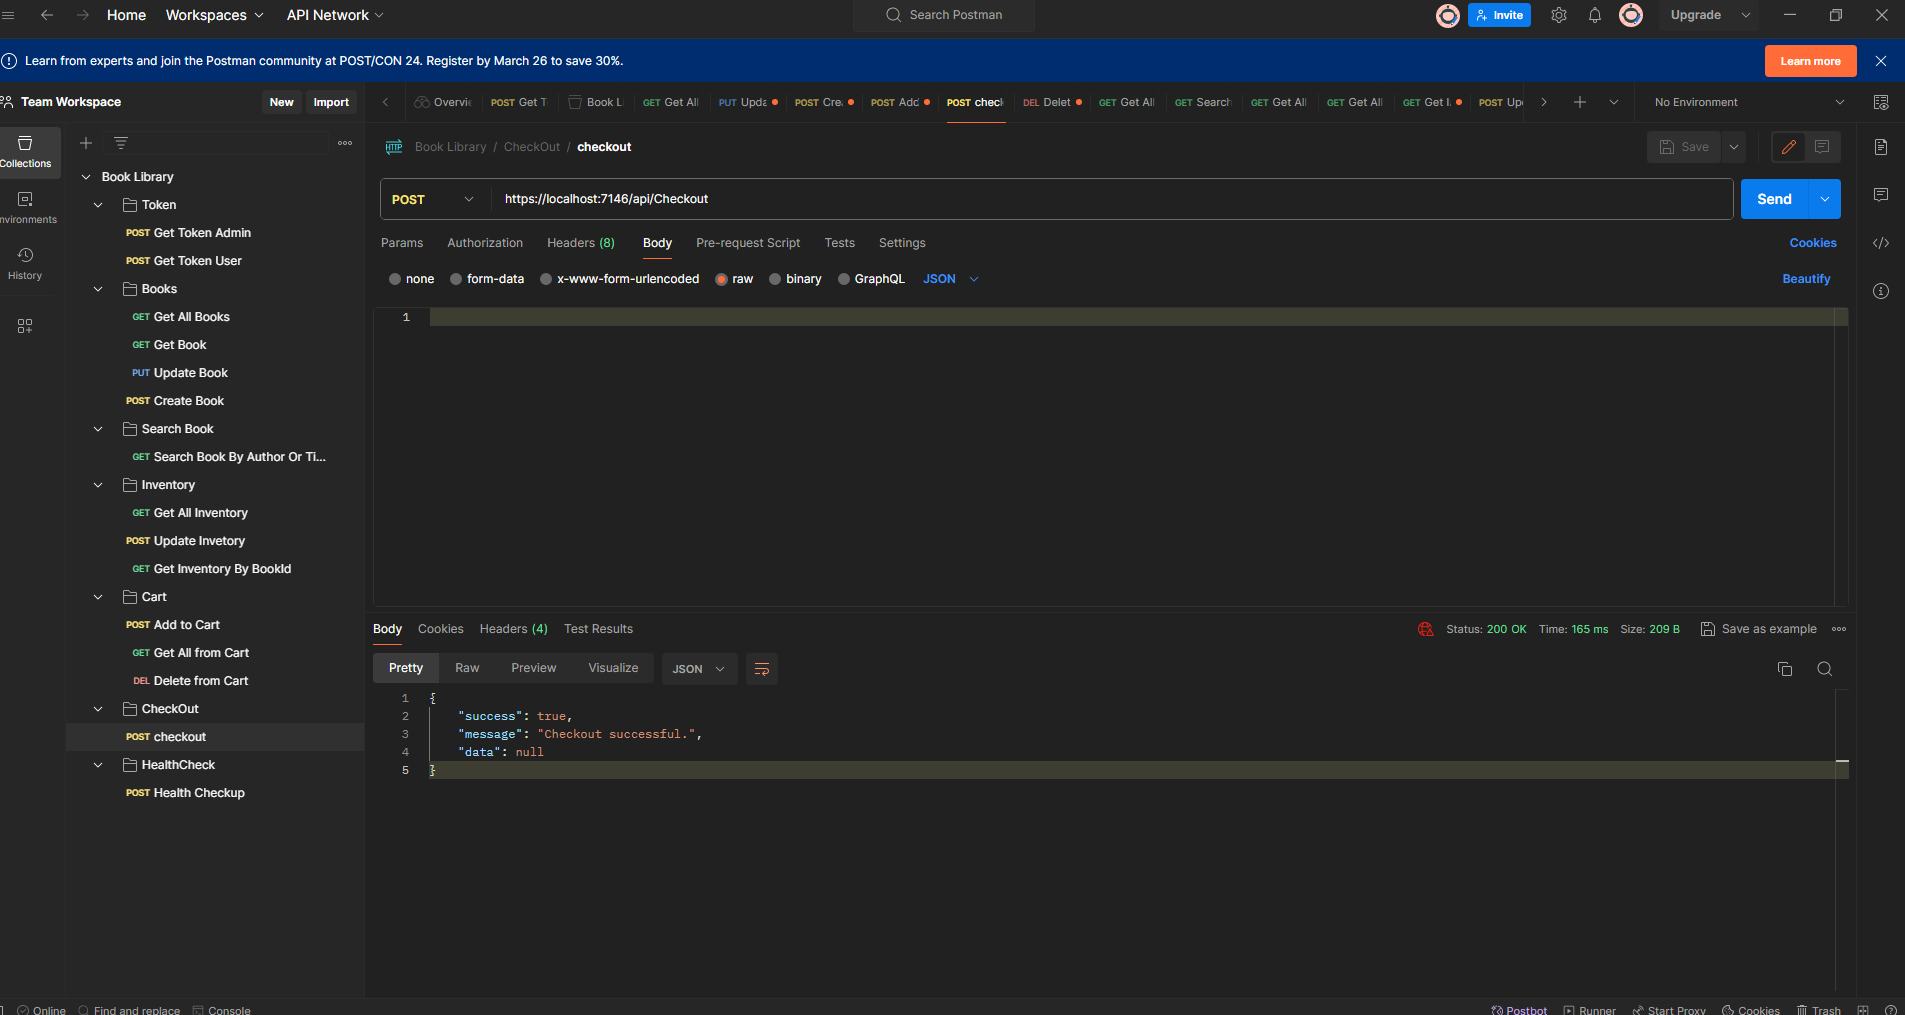 Home Workspaces API Network Search Postman Invite Upgrade
Learn from experts and join the Postman community at POST/CON 24. Register by March 26 to save 30%. Learn more
Team Workspace New Import Overvi POST Get T Book L GET Get All PUT Upda POST Cre POST Add POST check DEL Delet GET Get All GET Search GET Get All GET Get All GET Get I POST Up No Environment
Collections
Environments
History
Book Library
Token
POST Get Token Admin
POST Get Token User
Books
GET Get All Books
GET Get Book
PUT Update Book
POST Create Book
Search Book
GET Search Book By Author Or Ti...
Inventory
GET Get All Inventory
POST Update Invetory
GET Get Inventory By BookId
Cart
POST Add to Cart
GET Get All from Cart
DEL Delete from Cart
CheckOut
POST checkout
HealthCheck
POST Health Checkup
HTTP Book Library / CheckOut / checkout Save
POST https://localhost:7146/api/Checkout Send
Params Authorization Headers (8) Body Pre-request Script Tests Settings Cookies
none form-data x-www-form-urlencoded raw binary GraphQL JSON Beautify
1
Body Cookies Headers (4) Test Results Status: 200 OK Time: 165 ms Size: 209 B Save as example
Pretty Raw Preview Visualize JSON
1 {
2 "success": true,
3 "message": "Checkout successful.",
4 "data": null
5 }
Online Find and replace Console Postbot Runner Start Proxy Cookies Trash